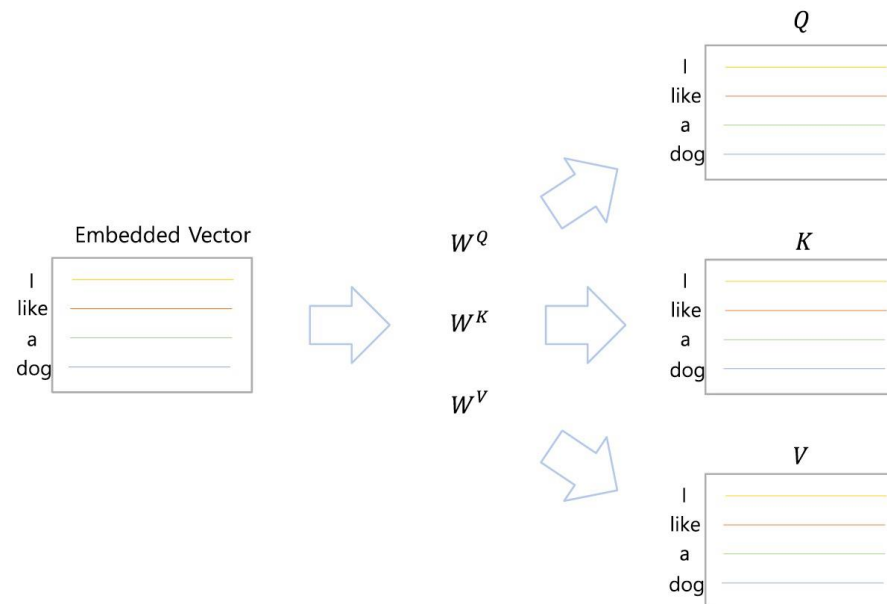 Embedded Vector
I
like
a
dog
W^Q
W^K
W^V
Q
I
like
a
dog
K
I
like
a
dog
V
I
like
a
dog